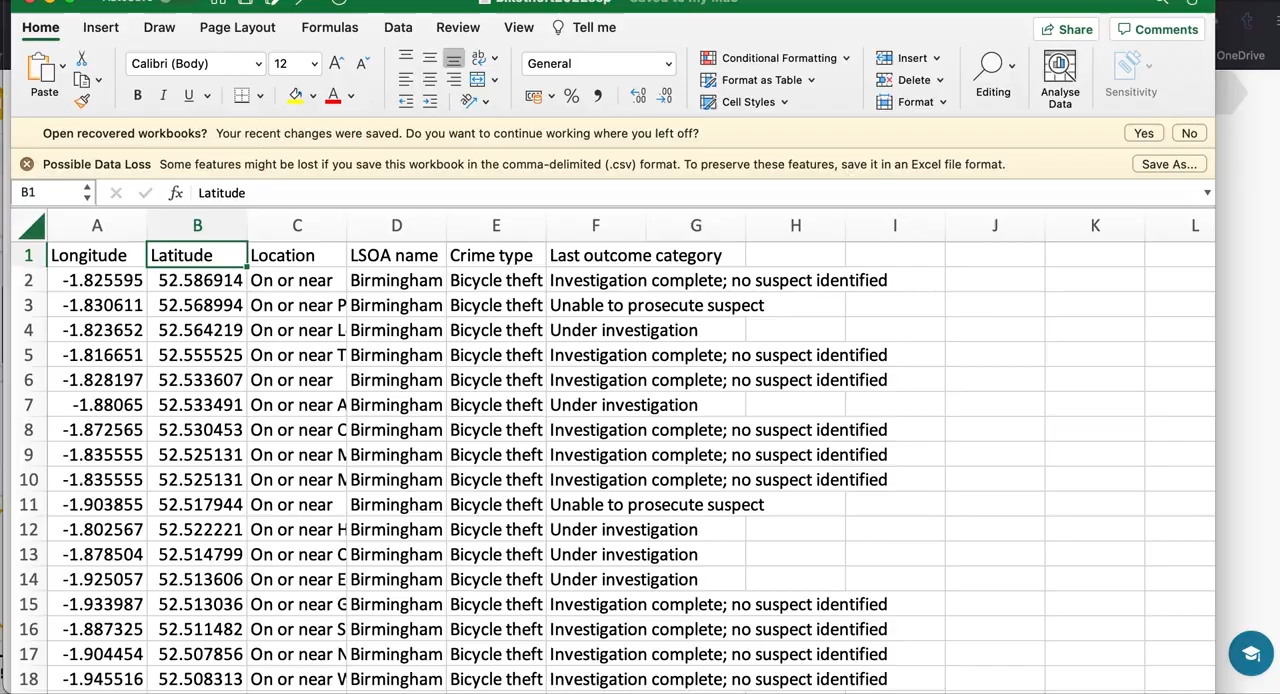 Home Insert Draw Page Layout Formulas Data Review View Tell me Share Comments
OneDrive
Calibri (Body) 12 General Conditional Formatting Insert
Format as Table Delete
Paste B I U A Cell Styles Format Editing Analyse Data Sensitivity
Open recovered workbooks? Your recent changes were saved. Do you want to continue working where you left off? Yes No
Possible Data Loss Some features might be lost if you save this workbook in the comma-delimited (.csv) format. To preserve these features, save it in an Excel file format. Save As...
B1 fx Latitude
A B C D E F G H I J K L
1 Longitude Latitude Location LSOA name Crime type Last outcome category
2 -1.825595 52.586914 On or near Birmingham Bicycle theft Investigation complete; no suspect identified
3 -1.830611 52.568994 On or near P Birmingham Bicycle theft Unable to prosecute suspect
4 -1.823652 52.564219 On or near L Birmingham Bicycle theft Under investigation
5 -1.816651 52.555525 On or near T Birmingham Bicycle theft Investigation complete; no suspect identified
6 -1.828197 52.533607 On or near Birmingham Bicycle theft Investigation complete; no suspect identified
7 -1.88065 52.533491 On or near A Birmingham Bicycle theft Under investigation
8 -1.872565 52.530453 On or near Birmingham Bicycle theft Investigation complete; no suspect identified
9 -1.835555 52.525131 On or near Birmingham Bicycle theft Investigation complete; no suspect identified
10 -1.835555 52.525131 On or near Birmingham Bicycle theft Investigation complete; no suspect identified
11 -1.903855 52.517944 On or near Birmingham Bicycle theft Unable to prosecute suspect
12 -1.802567 52.522221 On or near H Birmingham Bicycle theft Under investigation
13 -1.878504 52.514799 On or near Birmingham Bicycle theft Under investigation
14 -1.925057 52.513606 On or near E Birmingham Bicycle theft Under investigation
15 -1.933987 52.513036 On or near Birmingham Bicycle theft Investigation complete; no suspect identified
16 -1.887325 52.511482 On or near S Birmingham Bicycle theft Investigation complete; no suspect identified
17 -1.904454 52.507856 On or near Birmingham Bicycle theft Investigation complete; no suspect identified
18 -1.945516 52.508313 On or near Birmingham Bicycle theft Investigation complete; no suspect identified